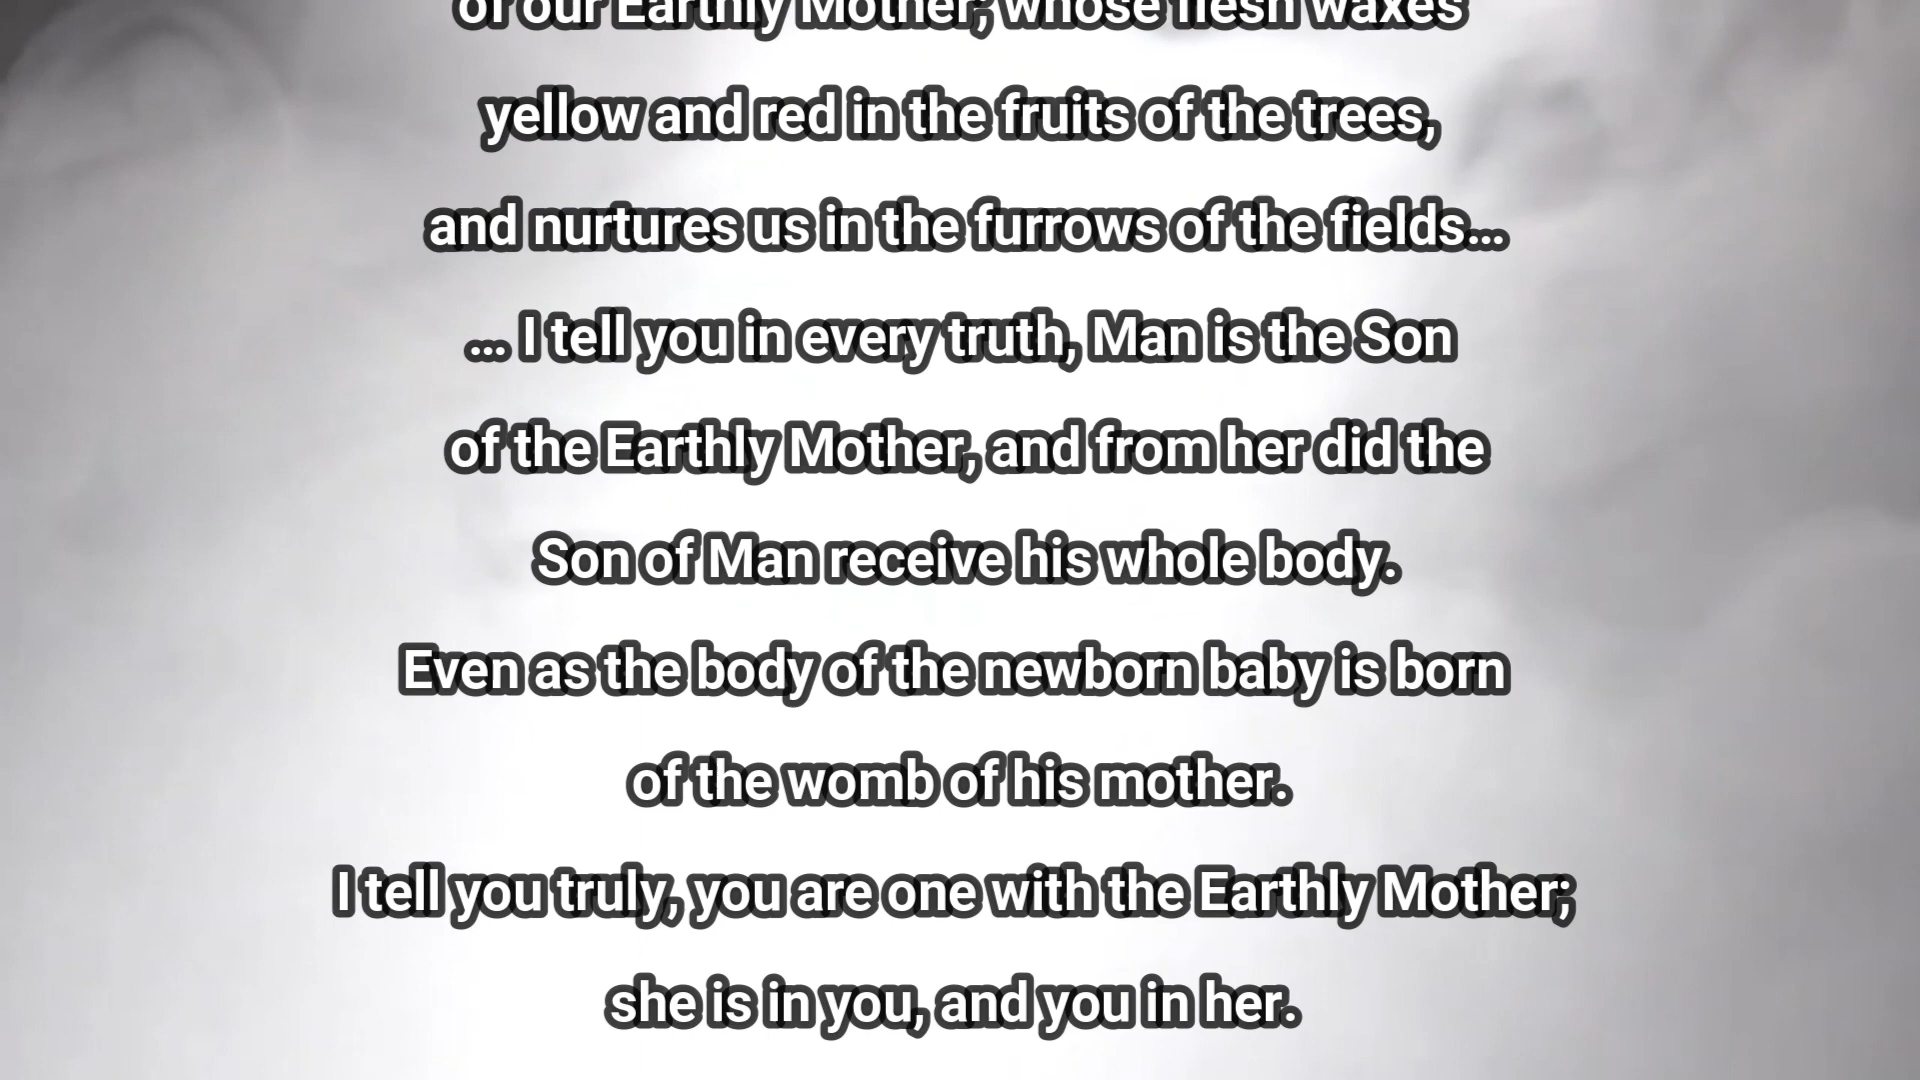 of our Earthly Mother; whose flesh waxes
yellow and red in the fruits of the trees,
and nurtures us in the furrows of the fields...
... I tell you in every truth, Man is the Son
of the Earthly Mother, and from her did the
Son of Man receive his whole body.
Even as the body of the newborn baby is born
of the womb of his mother.
I tell you truly, you are one with the Earthly Mother;
she is in you, and you in her.